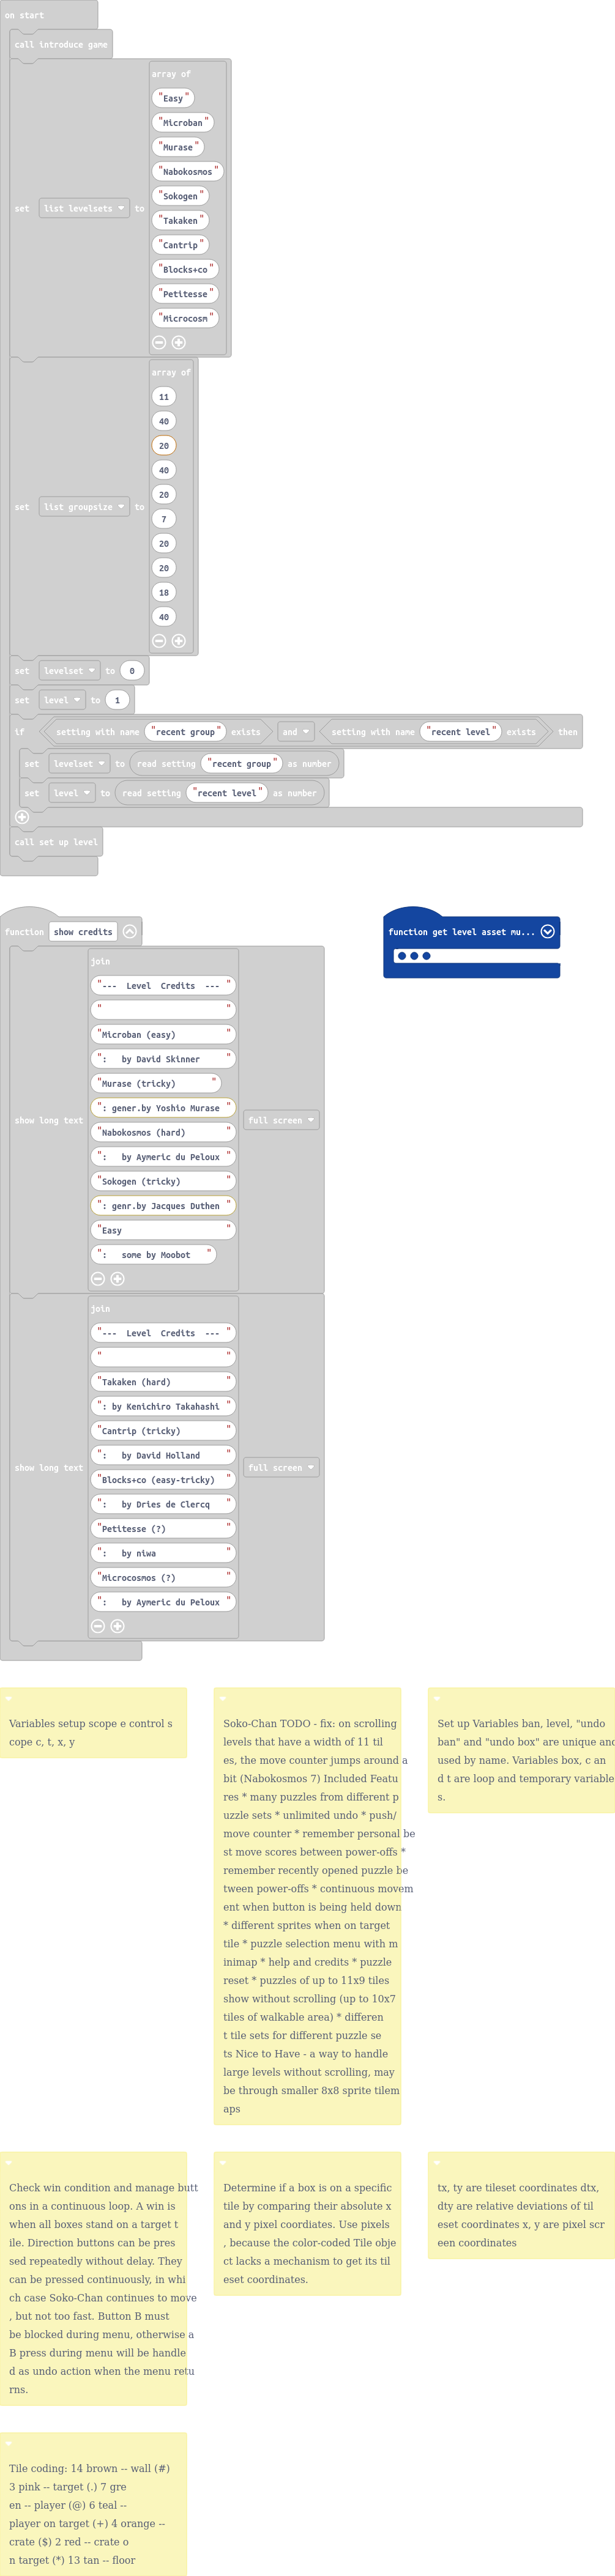 on start
call introduce game
array of
"Easy"
"Microban"
"Murase"
"Nabokosmos"
set list levelsets to
"Sokogen"
"Takaken"
"Cantrip"
"Blocks+co"
"Petitesse"
"Microcosm"
array of
11
40
20
40
20
set list groupsize to
7
20
20
18
40
set levelset to 0
set level to 1
if setting with name "recent group" exists and setting with name "recent level" exists then
set levelset to read setting "recent group" as number
set level to read setting "recent level" as number
call set up level
function show credits
function get level asset mu...
join
"--- Level Credits --- "
" "
"Microban (easy) "
": by David Skinner "
"Murase (tricky) "
": gener.by Yoshio Murase "
show long text full screen
"Nabokosmos (hard) "
": by Aymeric du Peloux "
"Sokogen (tricky) "
": genr.by Jacques Duthen "
"Easy "
": some by Moobot "
join
"--- Level Credits --- "
" "
"Takaken (hard) "
": by Kenichiro Takahashi "
"Cantrip (tricky) "
": by David Holland "
show long text full screen
"Blocks+co (easy-tricky) "
": by Dries de Clercq "
"Petitesse (?) "
": by niwa "
"Microcosmos (?) "
": by Aymeric du Peloux "
Variables setup scope e control s
cope c, t, x, y
Soko-Chan TODO - fix: on scrolling
levels that have a width of 11 til
es, the move counter jumps around a
bit (Nabokosmos 7) Included Featu
res * many puzzles from different p
uzzle sets * unlimited undo * push/
move counter * remember personal be
st move scores between power-offs *
remember recently opened puzzle be
tween power-offs * continuous movem
ent when button is being held down
* different sprites when on target
tile * puzzle selection menu with m
inimap * help and credits * puzzle
reset * puzzles of up to 11x9 tiles
show without scrolling (up to 10x7
tiles of walkable area) * differen
t tile sets for different puzzle se
ts Nice to Have - a way to handle
large levels without scrolling, may
be through smaller 8x8 sprite tilem
aps
Set up Variables ban, level, "undo
ban" and "undo box" are unique and
used by name. Variables box, c an
d t are loop and temporary variable
s.
Check win condition and manage butt
ons in a continuous loop. A win is
when all boxes stand on a target t
ile. Direction buttons can be pres
sed repeatedly without delay. They
can be pressed continuously, in whi
ch case Soko-Chan continues to move
, but not too fast. Button B must
be blocked during menu, otherwise a
B press during menu will be handle
d as undo action when the menu retu
rns.
Determine if a box is on a specific
tile by comparing their absolute x
and y pixel coordiates. Use pixels
, because the color-coded Tile obje
ct lacks a mechanism to get its til
eset coordinates.
tx, ty are tileset coordinates dtx,
dty are relative deviations of til
eset coordinates x, y are pixel scr
een coordinates
Tile coding: 14 brown -- wall (#)
3 pink -- target (.) 7 gre
en -- player (@) 6 teal --
player on target (+) 4 orange --
crate ($) 2 red -- crate o
n target (*) 13 tan -- floor